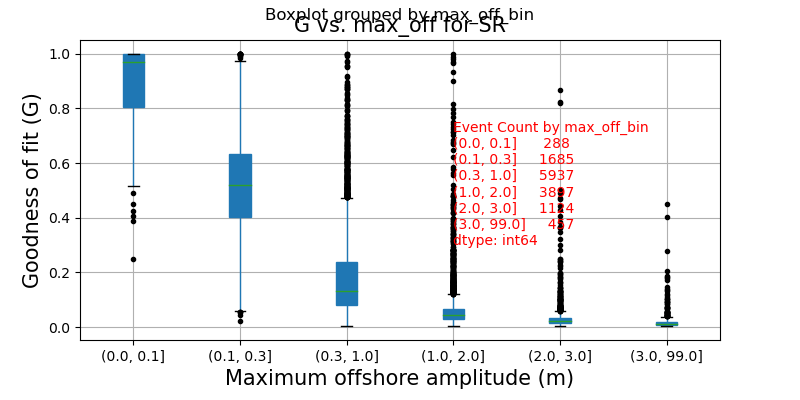 Boxplot grouped by max_off_bin
G vs. max_off for SR
Goodness of fit (G)
1.0
0.8
0.6
0.4
0.2
0.0
Event Count by max_off_bin
(0.0, 0.1] 288
(0.1, 0.3] 1685
(0.3, 1.0] 5937
(1.0, 2.0]
(2.0, 3.0]
(3.0, 99.0]
dtype: int64
(0.0, 0.1]
(0.1, 0.3]
(0.3, 1.0]
(1.0, 2.0]
(2.0, 3.0]
(3.0, 99.0]
Maximum offshore amplitude (m)